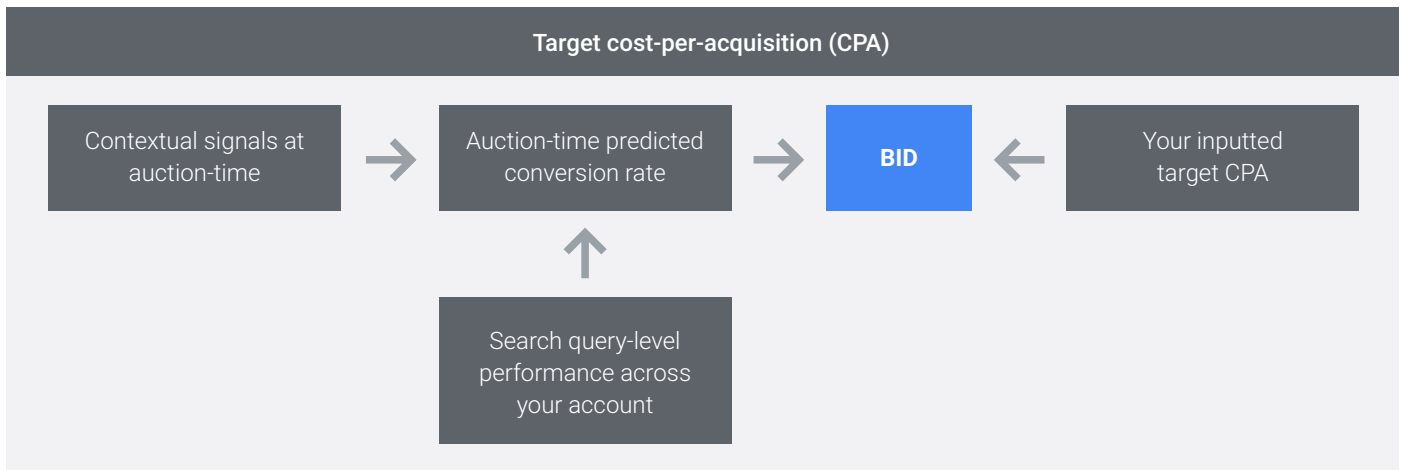 Target cost-per-acquisition (CPA)
Contextual signals at
auction-time
Auction-time predicted
conversion rate
BID
Your inputted
target CPA
Search query-level
performance across
your account